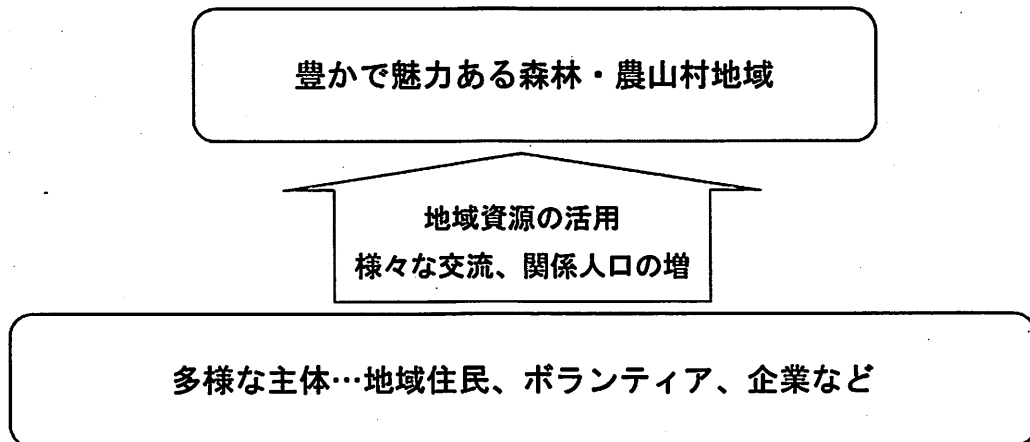 豊かで魅力ある森林・農山村地域
地域資源の活用
様々な交流、関係人口の増
多様な主体…地域住民、ボランティア、企業など